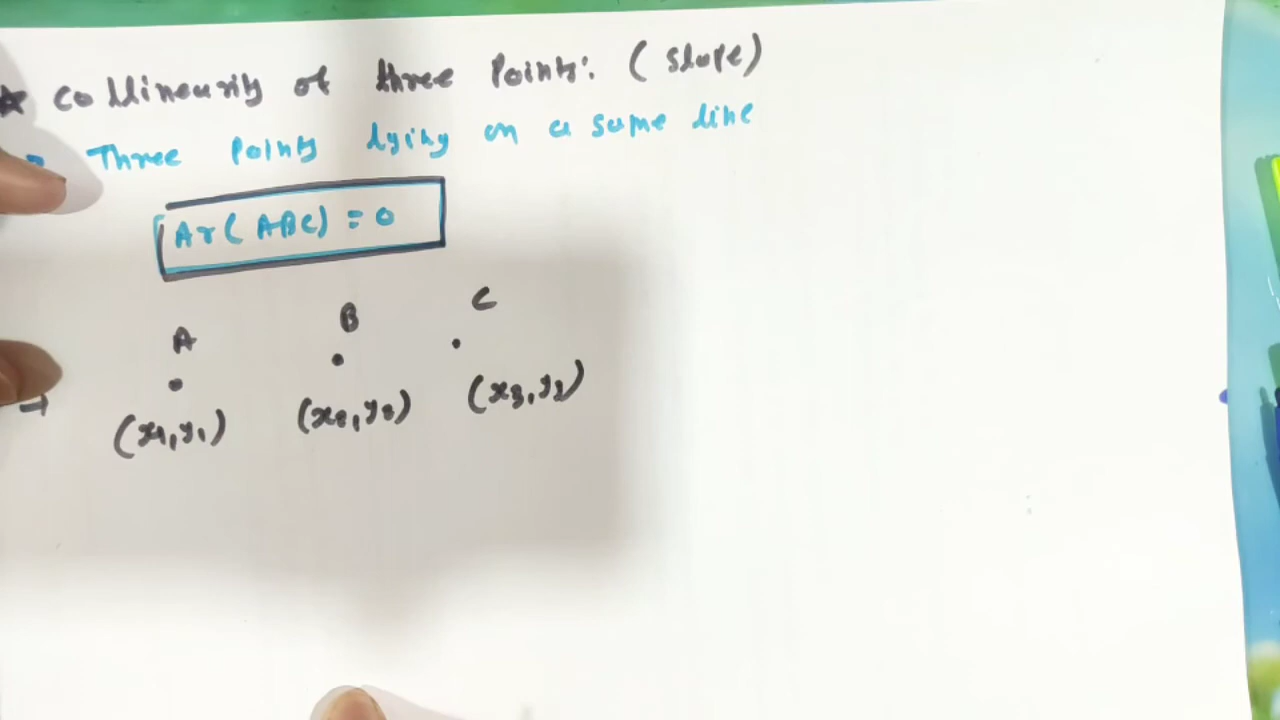 ☆ Collinearity of three Points: (Slope)
Three Points lying on a same line
Ar(ABC) = 0
A B C
(x1,y1) (x2,y2) (x3,y3)